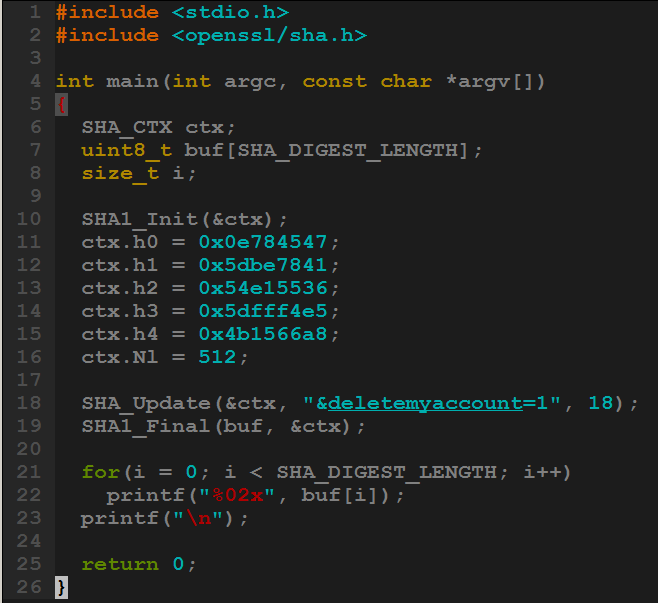 1 #include <stdio.h>
2 #include <openssl/sha.h>
3
4 int main(int argc, const char *argv[])
5 {
6   SHA_CTX ctx;
7   uint8_t buf[SHA_DIGEST_LENGTH];
8   size_t i;
9
10   SHA1_Init(&ctx);
11   ctx.h0 = 0x0e784547;
12   ctx.h1 = 0x5dbe7841;
13   ctx.h2 = 0x54e15536;
14   ctx.h3 = 0x5dfff4e5;
15   ctx.h4 = 0x4b1566a8;
16   ctx.Nl = 512;
17
18   SHA_Update(&ctx, "&deletemyaccount=1", 18);
19   SHA1_Final(buf, &ctx);
20
21   for(i = 0; i < SHA_DIGEST_LENGTH; i++)
22     printf("%02x", buf[i]);
23   printf("\n");
24
25   return 0;
26 }